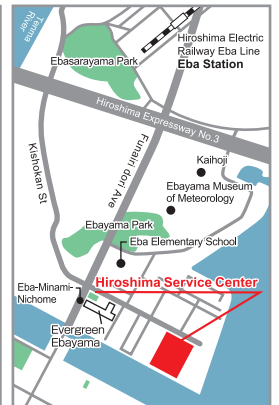 Hiroshima Electric
Railway Eba Line
Eba Station
Temma
River
Ebasarayama Park
Hiroshima Expressway No.3
Kishokan St
Funairi dori Ave
Kaihoji
Ebayama Museum
of Meteorology
Ebayama Park
Eba Elementary School
Hiroshima Service Center
Eba-Minami-
Nichome
Evergreen
Ebayama